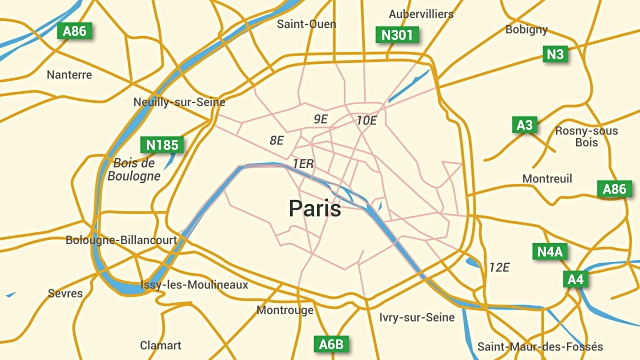 Aubervilliers
Saint-Ouen
A86
N301
Bobigny
N3
Nanterre
Neuilly-sur-Seine
9E
10E
A3
Rosny-sous
Bois
8E
N185
Bois de
Boulogne
1ER
Montreuil
A86
Paris
Bologne-Billancourt
N4A
12E
A4
Issy-les-Moulineaux
Sevres
Montrouge
Ivry-sur-Seine
Clamart
A6B
Saint-Maur-des-Fossés